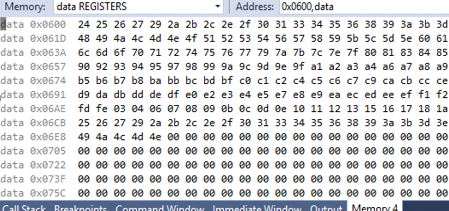 Memory: data REGISTERS Address: 0x0600,data
data 0x0600 24 25 26 27 29 2a 2b 2c 2e 2f 30 31 33 34 35 36 38 39 3a 3b 3d
data 0x061D 48 49 4a 4c 4d 4e 4f 51 52 53 54 56 57 58 59 5b 5c 5d 5e 60 61
data 0x063A 6c 6d 6f 70 71 72 74 75 76 77 79 7a 7b 7c 7e 7f 80 81 83 84 85
data 0x0657 90 92 93 94 95 97 98 99 9a 9c 9d 9e 9f a1 a2 a3 a4 a6 a7 a8 a9
data 0x0674 b5 b6 b7 b8 ba bb bc bd bf c0 c1 c2 c4 c5 c6 c7 c9 ca cb cc ce
data 0x0691 d9 da db dd de df e0 e2 e3 e4 e5 e7 e8 e9 ea ec ed ee ef f1 f2
data 0x06AE fd fe 03 04 06 07 08 09 0b 0c 0d 0e 10 11 12 13 15 16 17 18 1a
data 0x06CB 25 26 27 29 2a 2b 2c 2e 2f 30 31 33 34 35 36 38 39 3a 3b 3d 3e
data 0x06E8 49 4a 4c 4d 4e 00 00 00 00 00 00 00 00 00 00 00 00 00 00 00 00
data 0x0705 00 00 00 00 00 00 00 00 00 00 00 00 00 00 00 00 00 00 00 00 00
data 0x0722 00 00 00 00 00 00 00 00 00 00 00 00 00 00 00 00 00 00 00 00 00
data 0x073F 00 00 00 00 00 00 00 00 00 00 00 00 00 00 00 00 00 00 00 00 00
data 0x075C 00 00 00 00 00 00 00 00 00 00 00 00 00 00 00 00 00 00 00 00 00
Call Stack Breakpoints Command Window Immediate Window Output Memory 4